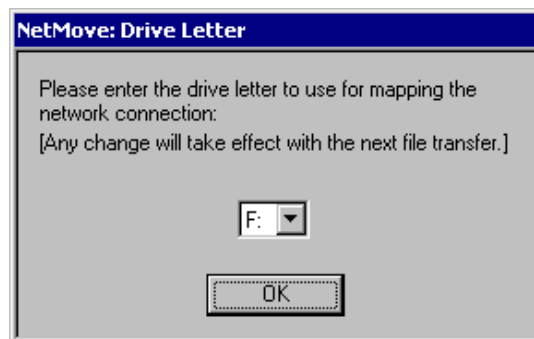 NetMove: Drive Letter
Please enter the drive letter to use for mapping the
network connection:
[Any change will take effect with the next file transfer.]
F:
OK